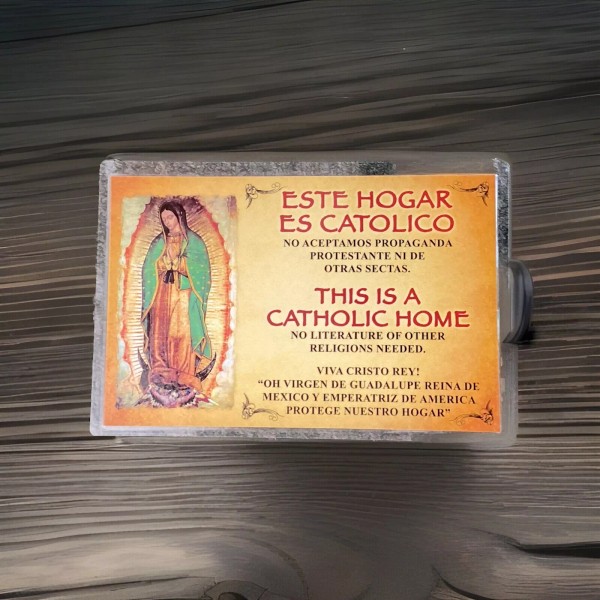 ESTE HOGAR
ES CATOLICO
NO ACEPTAMOS PROPAGANDA
PROTESTANTE NI DE
OTRAS SECTAS.
THIS IS A
CATHOLIC HOME
NO LITERATURE OF OTHER
RELIGIONS NEEDED.
VIVA CRISTO REY!
“OH VIRGEN DE GUADALUPE REINA DE
MEXICO Y EMPERATRIZ DE AMERICA
PROTEGE NUESTRO HOGAR”